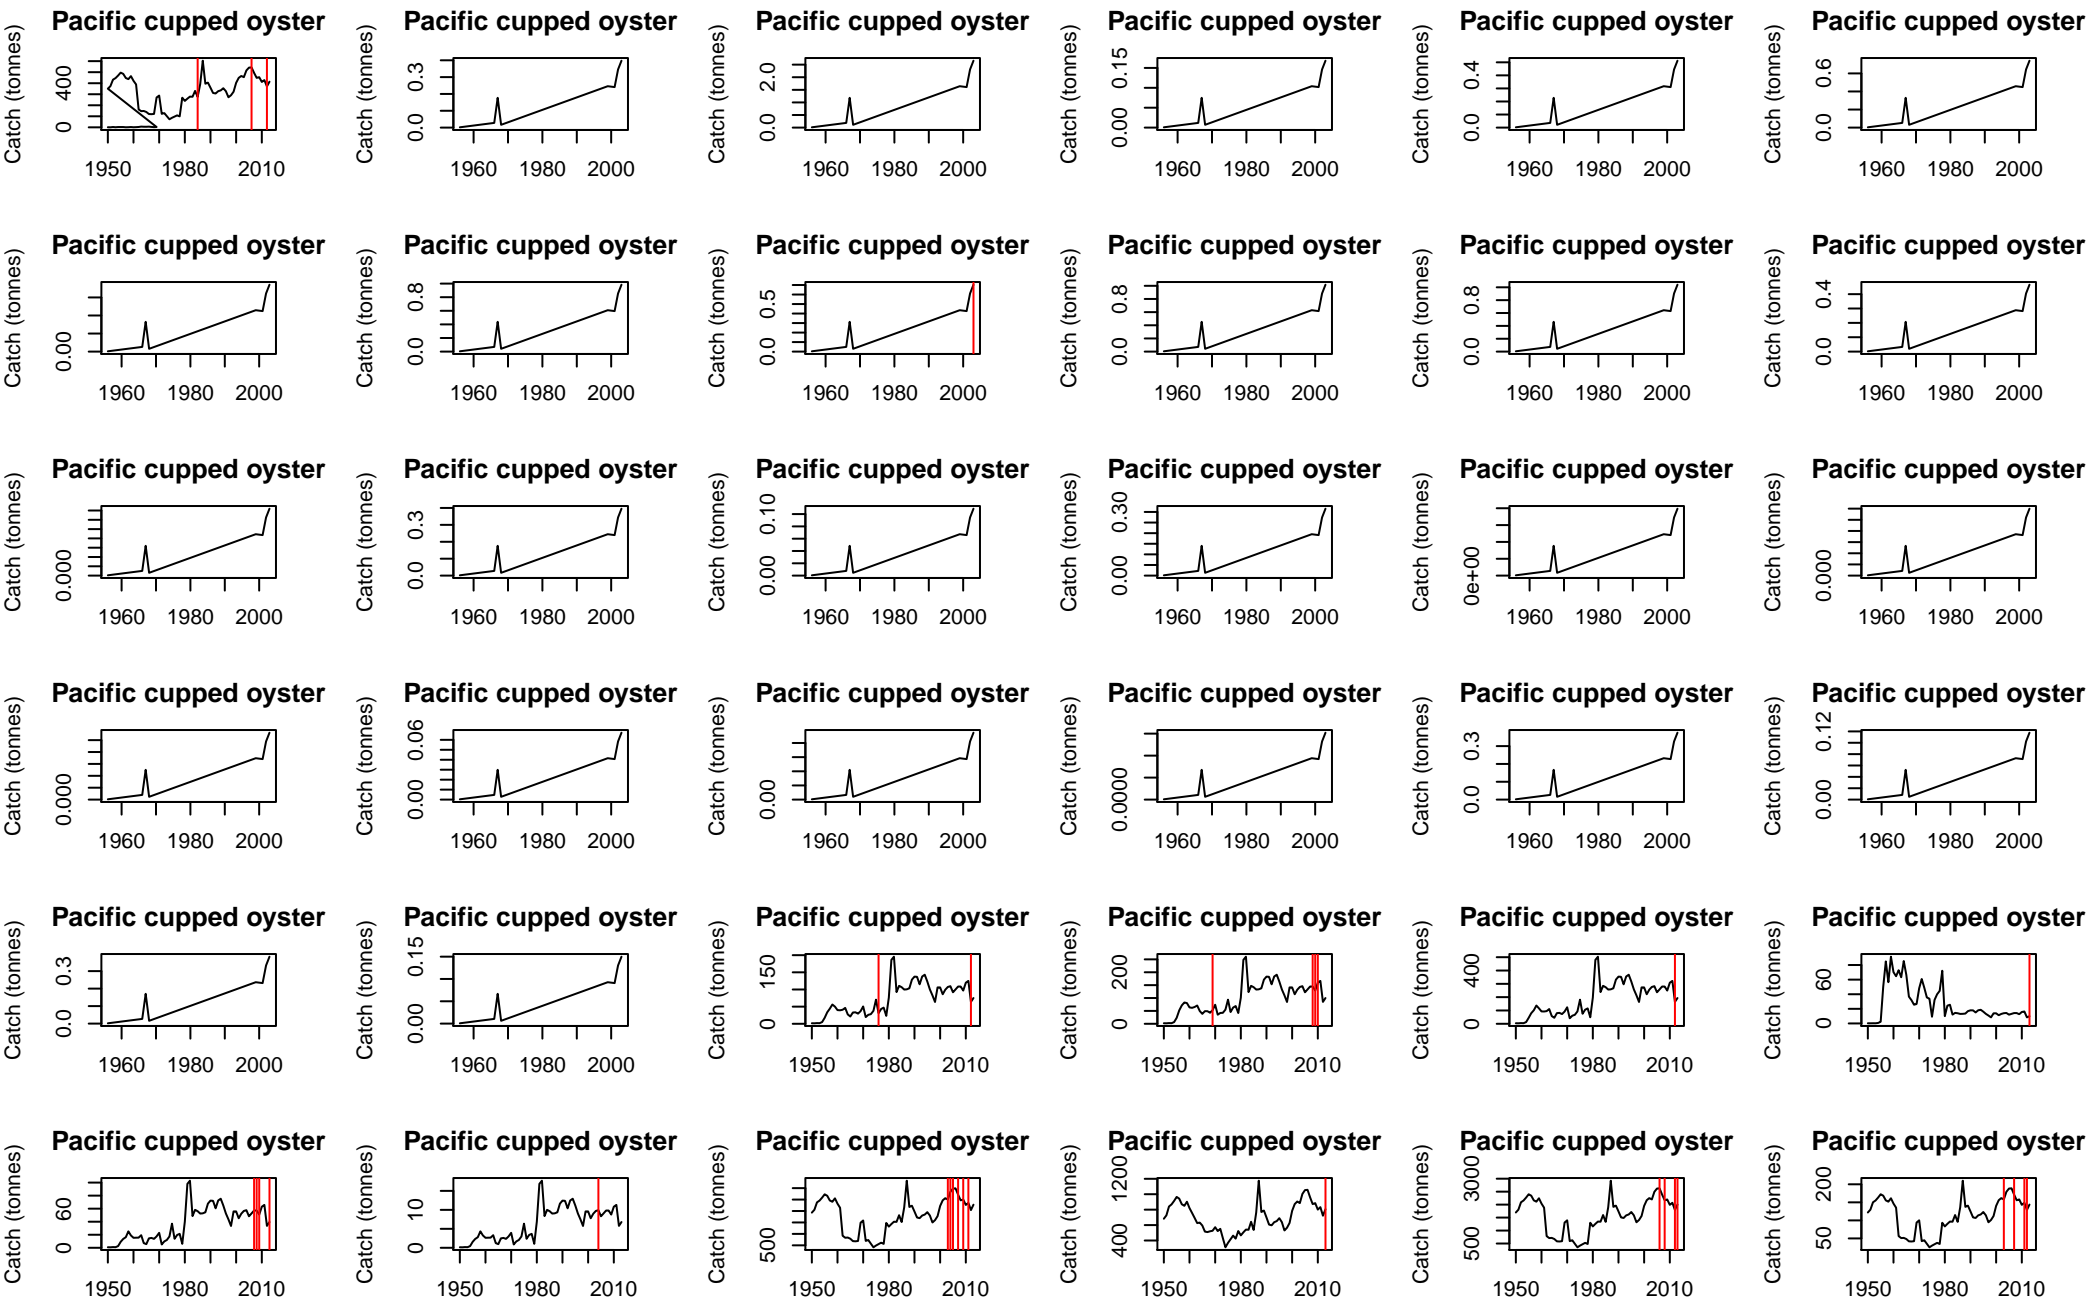 Pacific cupped oyster
Catch (tonnes)
0 400
1950 1980 2010
Pacific cupped oyster
Catch (tonnes)
0.0 0.3
1960 1980 2000
Pacific cupped oyster
Catch (tonnes)
0.0 2.0
1960 1980 2000
Pacific cupped oyster
Catch (tonnes)
0.00 0.15
1960 1980 2000
Pacific cupped oyster
Catch (tonnes)
0.0 0.4
1960 1980 2000
Pacific cupped oyster
Catch (tonnes)
0.0 0.6
1960 1980 2000
Pacific cupped oyster
Catch (tonnes)
0.00
1960 1980 2000
Pacific cupped oyster
Catch (tonnes)
0.0 0.8
1960 1980 2000
Pacific cupped oyster
Catch (tonnes)
0.0 0.5
1960 1980 2000
Pacific cupped oyster
Catch (tonnes)
0.0 0.8
1960 1980 2000
Pacific cupped oyster
Catch (tonnes)
0.0 0.8
1960 1980 2000
Pacific cupped oyster
Catch (tonnes)
0.0 0.4
1960 1980 2000
Pacific cupped oyster
Catch (tonnes)
0.000
1960 1980 2000
Pacific cupped oyster
Catch (tonnes)
0.0 0.3
1960 1980 2000
Pacific cupped oyster
Catch (tonnes)
0.00 0.10
1960 1980 2000
Pacific cupped oyster
Catch (tonnes)
0.00 0.30
1960 1980 2000
Pacific cupped oyster
Catch (tonnes)
0e+00
1960 1980 2000
Pacific cupped oyster
Catch (tonnes)
0.000
1960 1980 2000
Pacific cupped oyster
Catch (tonnes)
0.000
1960 1980 2000
Pacific cupped oyster
Catch (tonnes)
0.00 0.06
1960 1980 2000
Pacific cupped oyster
Catch (tonnes)
0.00
1960 1980 2000
Pacific cupped oyster
Catch (tonnes)
0.0000
1960 1980 2000
Pacific cupped oyster
Catch (tonnes)
0.0 0.3
1960 1980 2000
Pacific cupped oyster
Catch (tonnes)
0.00 0.12
1960 1980 2000
Pacific cupped oyster
Catch (tonnes)
0.0 0.3
1960 1980 2000
Pacific cupped oyster
Catch (tonnes)
0.00 0.15
1960 1980 2000
Pacific cupped oyster
Catch (tonnes)
0 150
1950 1980 2010
Pacific cupped oyster
Catch (tonnes)
0 200
1950 1980 2010
Pacific cupped oyster
Catch (tonnes)
0 400
1950 1980 2010
Pacific cupped oyster
Catch (tonnes)
0 60
1950 1980 2010
Pacific cupped oyster
Catch (tonnes)
0 60
1950 1980 2010
Pacific cupped oyster
Catch (tonnes)
0 10
1950 1980 2010
Pacific cupped oyster
Catch (tonnes)
500
1950 1980 2010
Pacific cupped oyster
Catch (tonnes)
400 1200
1950 1980 2010
Pacific cupped oyster
Catch (tonnes)
500 3000
1950 1980 2010
Pacific cupped oyster
Catch (tonnes)
50 200
1950 1980 2010